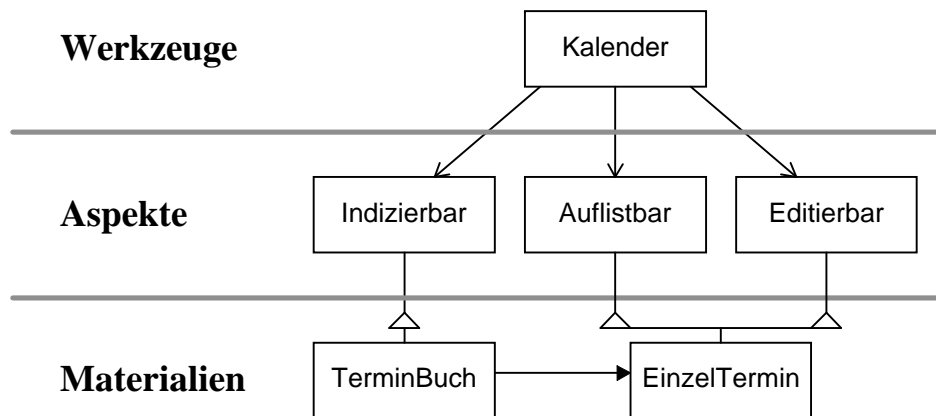 Werkzeuge
Kalender
Aspekte
Indizierbar
Auflistbar
Editierbar
Materialien
TerminBuch
EinzelTermin